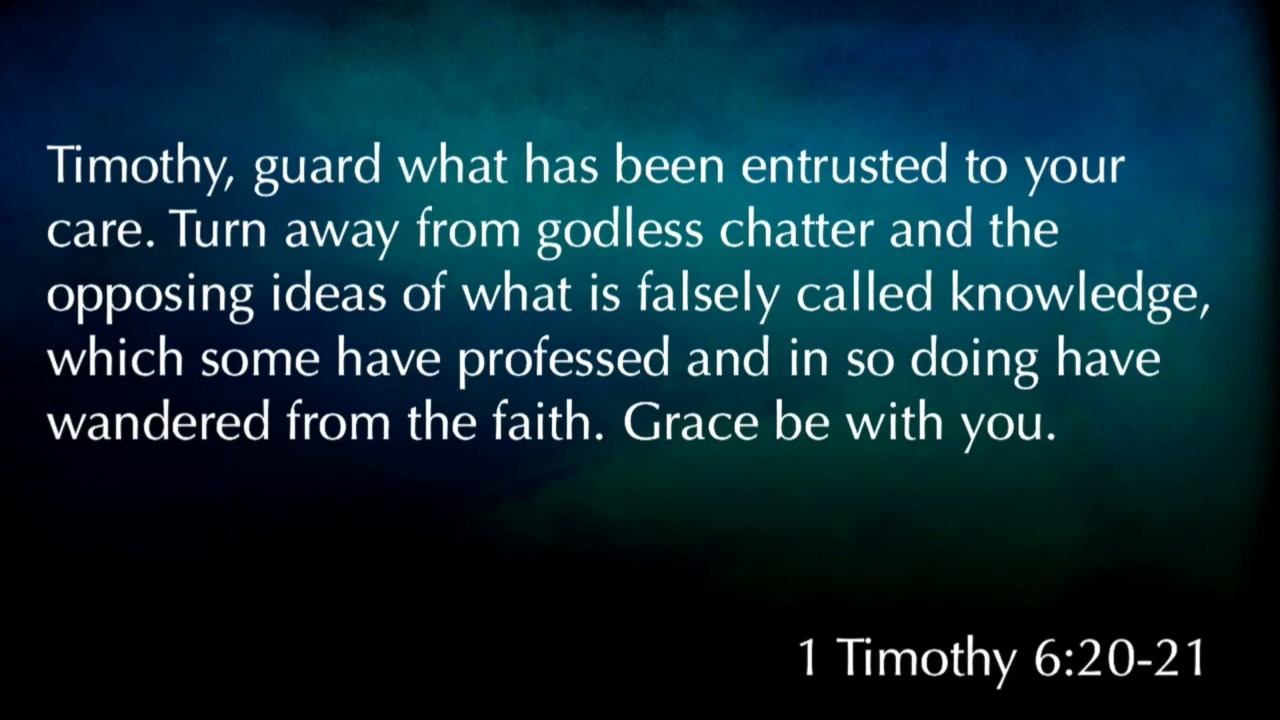 Timothy, guard what has been entrusted to your
care. Turn away from godless chatter and the
opposing ideas of what is falsely called knowledge,
which some have professed and in so doing have
wandered from the faith. Grace be with you.
1 Timothy 6:20-21